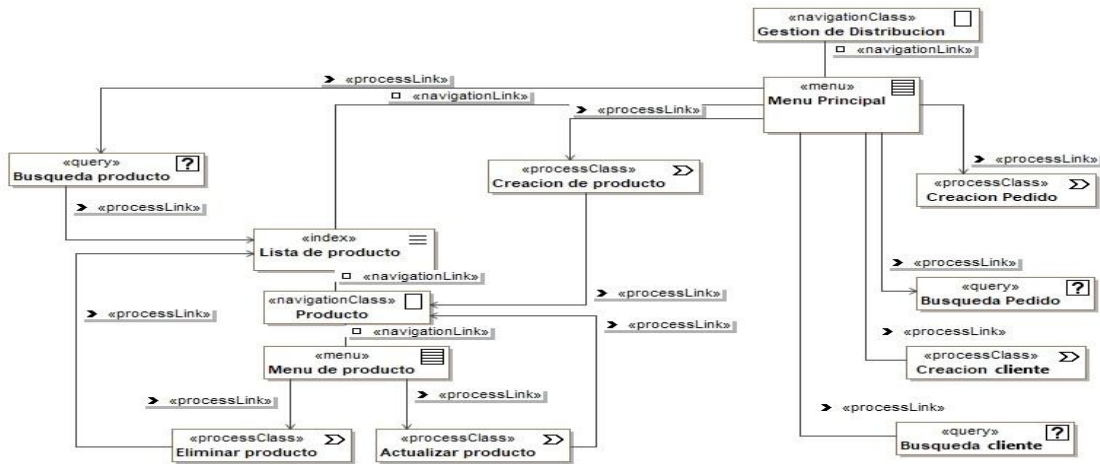 «navigationClass»
Gestion de Distribucion
«navigationLink»
«processLink»
«menu»
Menu Principal
«navigationLink»
«processLink»
«query» ?
Busqueda producto
«processClass»
Creacion de producto
«processLink»
«processClass»
Creacion Pedido
«processLink»
«index»
Lista de producto
«navigationLink»
«processLink»
«query» ?
Busqueda Pedido
«navigationClass»
Producto
«processLink»
«processLink»
«processLink»
«navigationLink»
«processLink»
«menu»
Menu de producto
«processClass»
Creacion cliente
«processLink»
«processLink»
«processLink»
«processClass»
Eliminar producto
«processClass»
Actualizar producto
«query» ?
Busqueda cliente